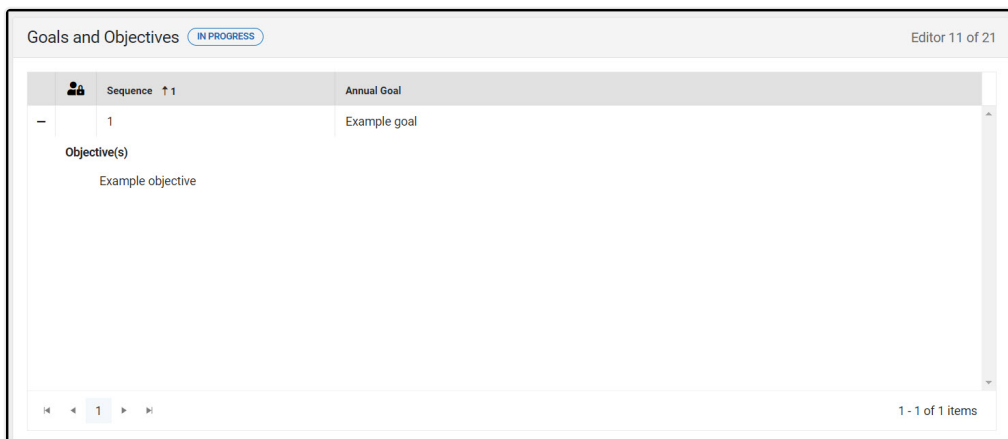 Goals and Objectives IN PROGRESS Editor 11 of 21
Sequence ↑ 1 Annual Goal
1 Example goal
Objective(s)
Example objective
1 1 - 1 of 1 items